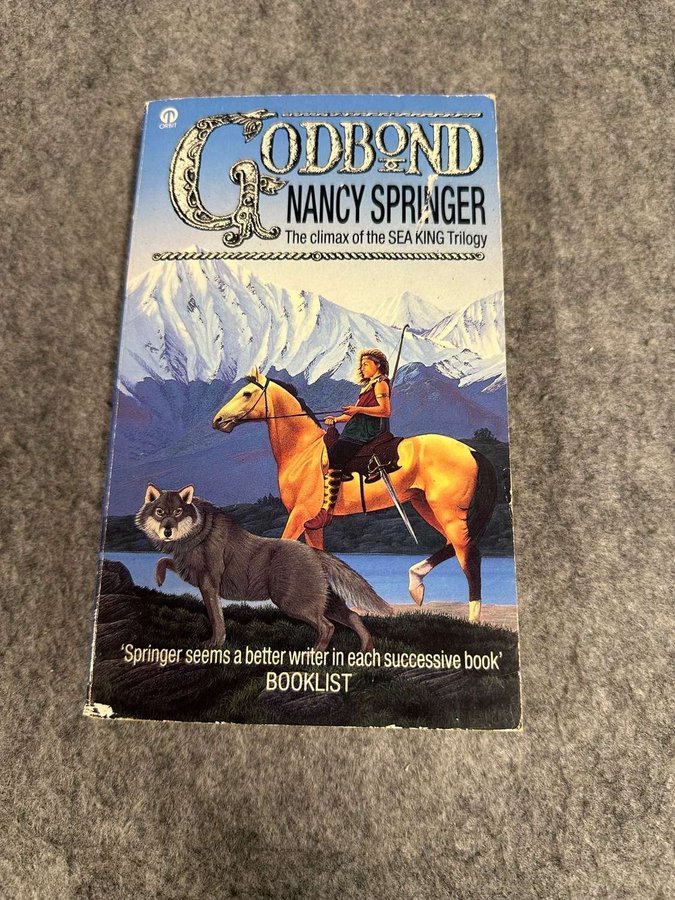 ORBIT
GODBOND
NANCY SPRINGER
The climax of the SEA KING Trilogy
'Springer seems a better writer in each successive book'
BOOKLIST